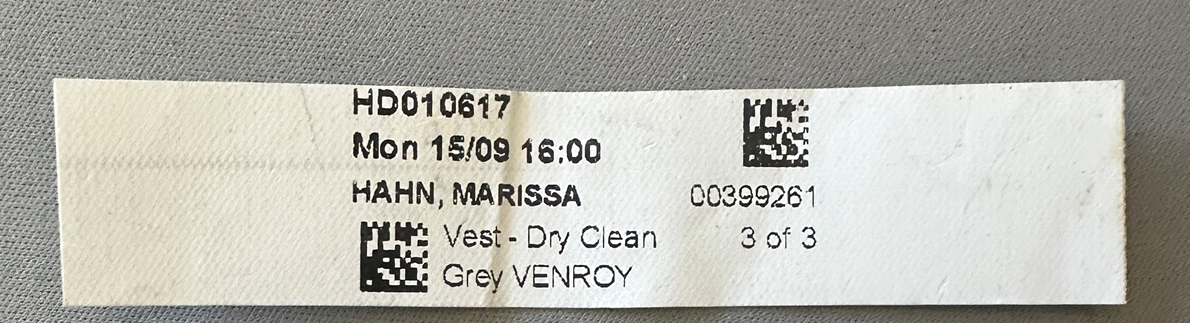 HD010617
Mon 15/09 16:00
HAHN, MARISSA 00399261
Vest - Dry Clean 3 of 3
Grey VENROY